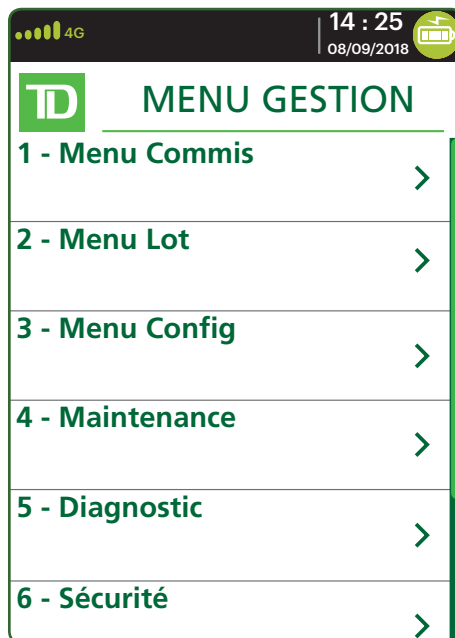 4G
14 : 25
08/09/2018
TD
MENU GESTION
1 - Menu Commis
2 - Menu Lot
3 - Menu Config
4 - Maintenance
5 - Diagnostic
6 - Sécurité